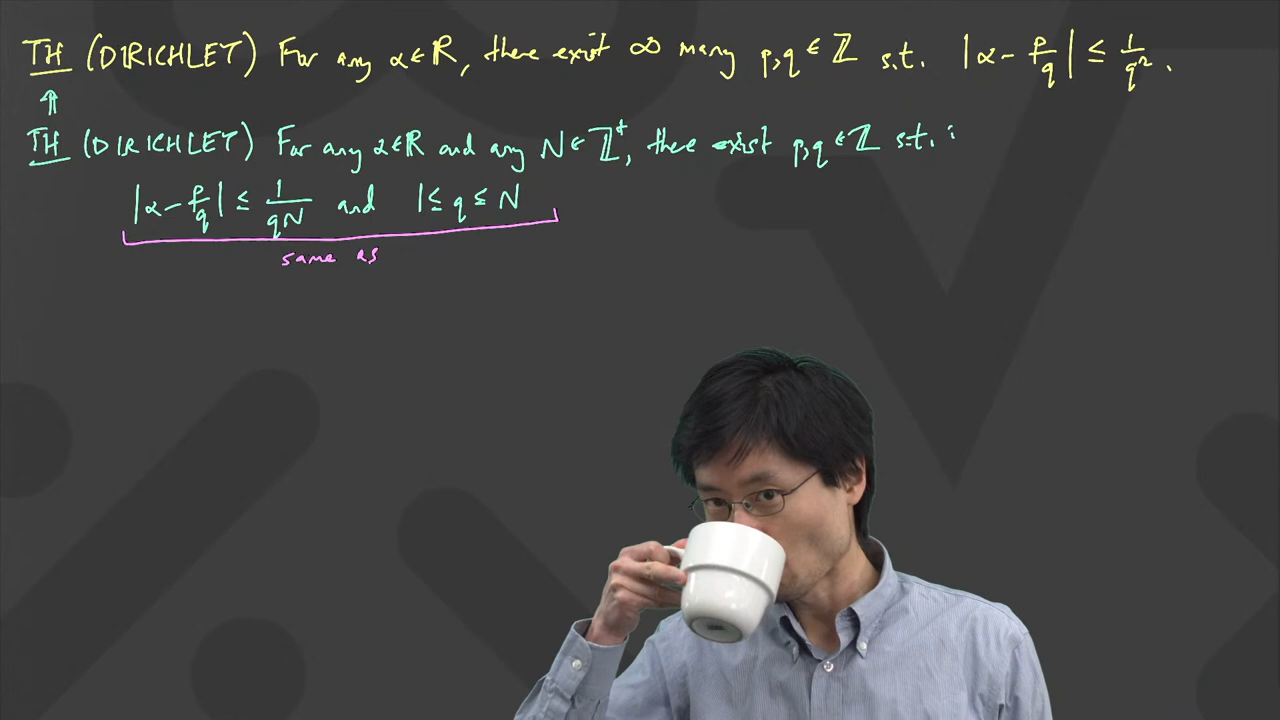 TH (DIRICHLET) For any α∈ℝ, there exist ∞ many p,q ∈ ℤ s.t. |α - p/q| ≤ 1/q².
⇑
TH (DIRICHLET) For any α∈ℝ and any N∈ℤ⁺, there exist p,q ∈ ℤ s.t. :
|α - p/q| ≤ 1/qN and 1 ≤ q ≤ N
same as